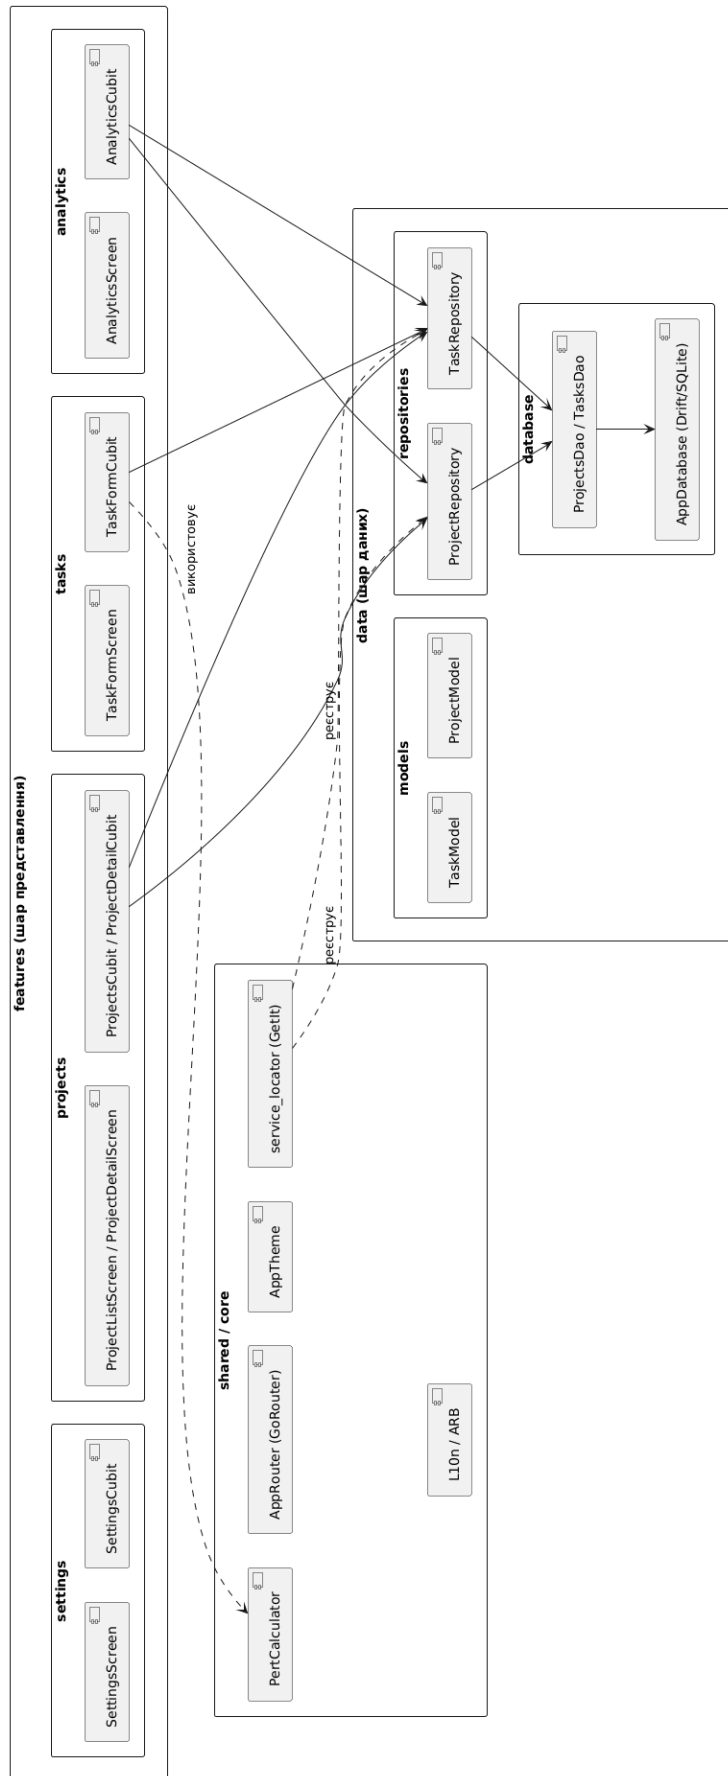 features (шар представлення)
settings
SettingsScreen
SettingsCubit
projects
ProjectListScreen / ProjectDetailScreen
ProjectsCubit / ProjectDetailCubit
tasks
TaskFormScreen
TaskFormCubit
analytics
AnalyticsScreen
AnalyticsCubit
використовує
shared / core
PertCalculator
AppRouter (GoRouter)
AppTheme
service_locator (GetIt)
L10n / ARB
реєструє
реєструє
data (шар даних)
models
TaskModel
ProjectModel
repositories
ProjectRepository
TaskRepository
database
ProjectsDao / TasksDao
AppDatabase (Drift/SQLite)